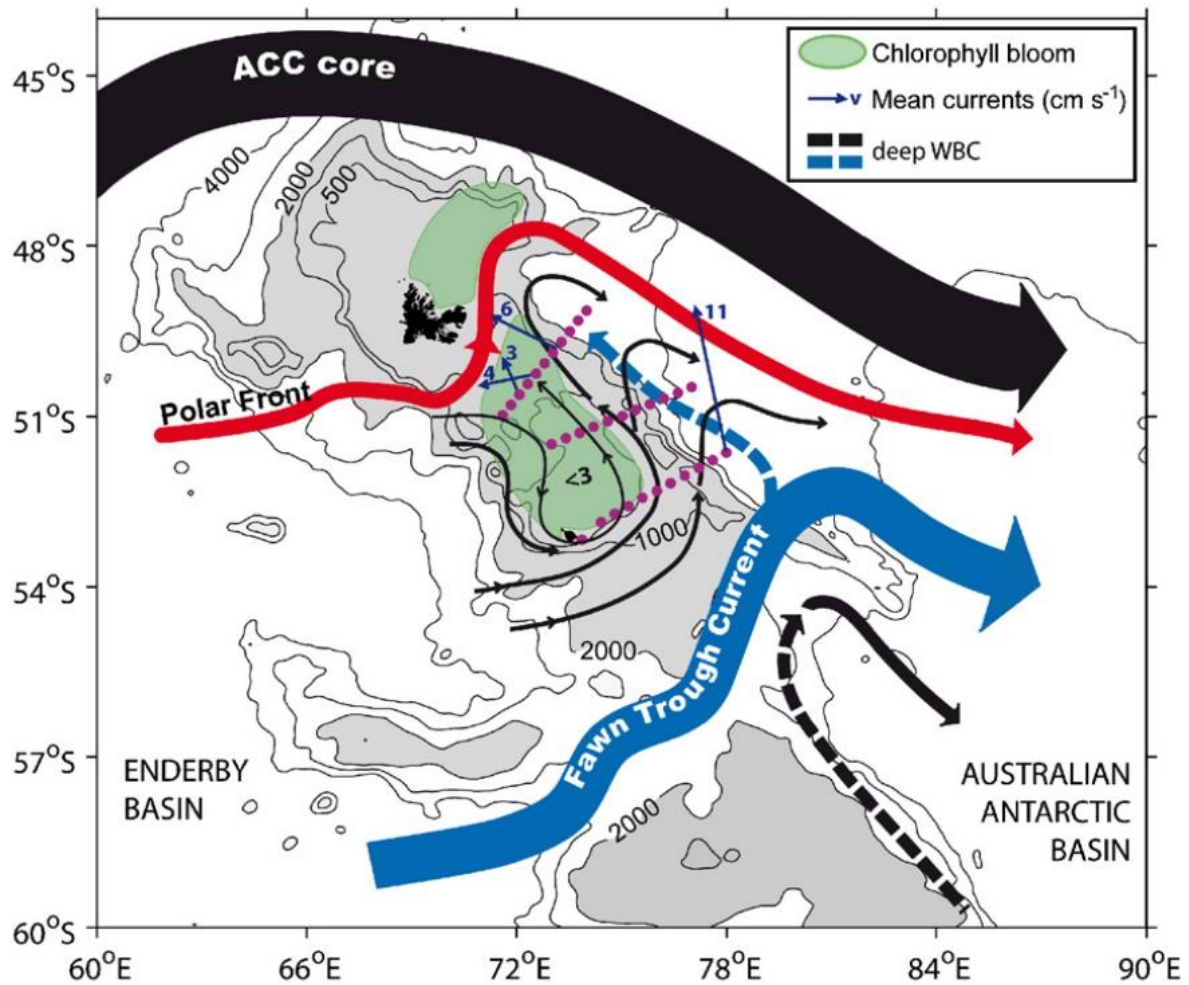 ACC core
Chlorophyll bloom
v Mean currents (cm s⁻¹)
deep WBC
45°S
48°S
51°S
54°S
57°S
60°S
4000
2000
500
6
3
4
11
Polar Front
<3
1000
2000
Fawn Trough Current
2000
ENDERBY
BASIN
AUSTRALIAN
ANTARCTIC
BASIN
60°E
66°E
72°E
78°E
84°E
90°E